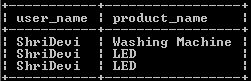 +-----------+-----------------+
| user_name | product_name    |
+-----------+-----------------+
| ShriDevi  | Washing Machine |
| ShriDevi  | LED             |
| ShriDevi  | LED             |
+-----------+-----------------+